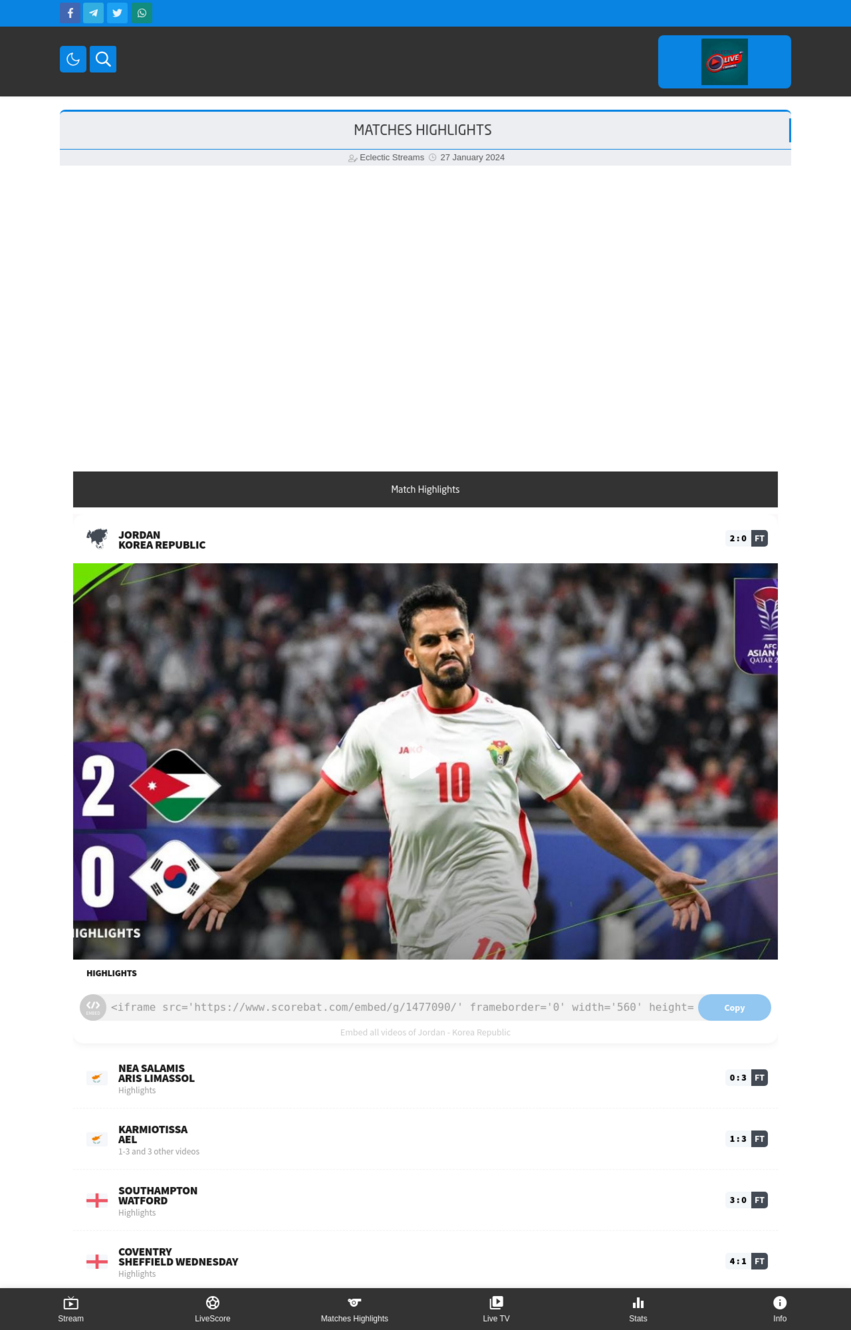 LIVE
MATCHES HIGHLIGHTS
Eclectic Streams 27 January 2024
Match Highlights
JORDAN
KOREA REPUBLIC
2 : 0 FT
AFC
ASIAN
QATAR 2
JAKO
10
2
0
IGHLIGHTS
10
HIGHLIGHTS
</> EMBED
<iframe src='https://www.scorebat.com/embed/g/1477090/' frameborder='0' width='560' height=
Copy
Embed all videos of Jordan - Korea Republic
NEA SALAMIS
ARIS LIMASSOL
Highlights
0 : 3 FT
KARMIOTISSA
AEL
1-3 and 3 other videos
1 : 3 FT
SOUTHAMPTON
WATFORD
Highlights
3 : 0 FT
COVENTRY
SHEFFIELD WEDNESDAY
Highlights
4 : 1 FT
Stream LiveScore Matches Highlights Live TV Stats Info